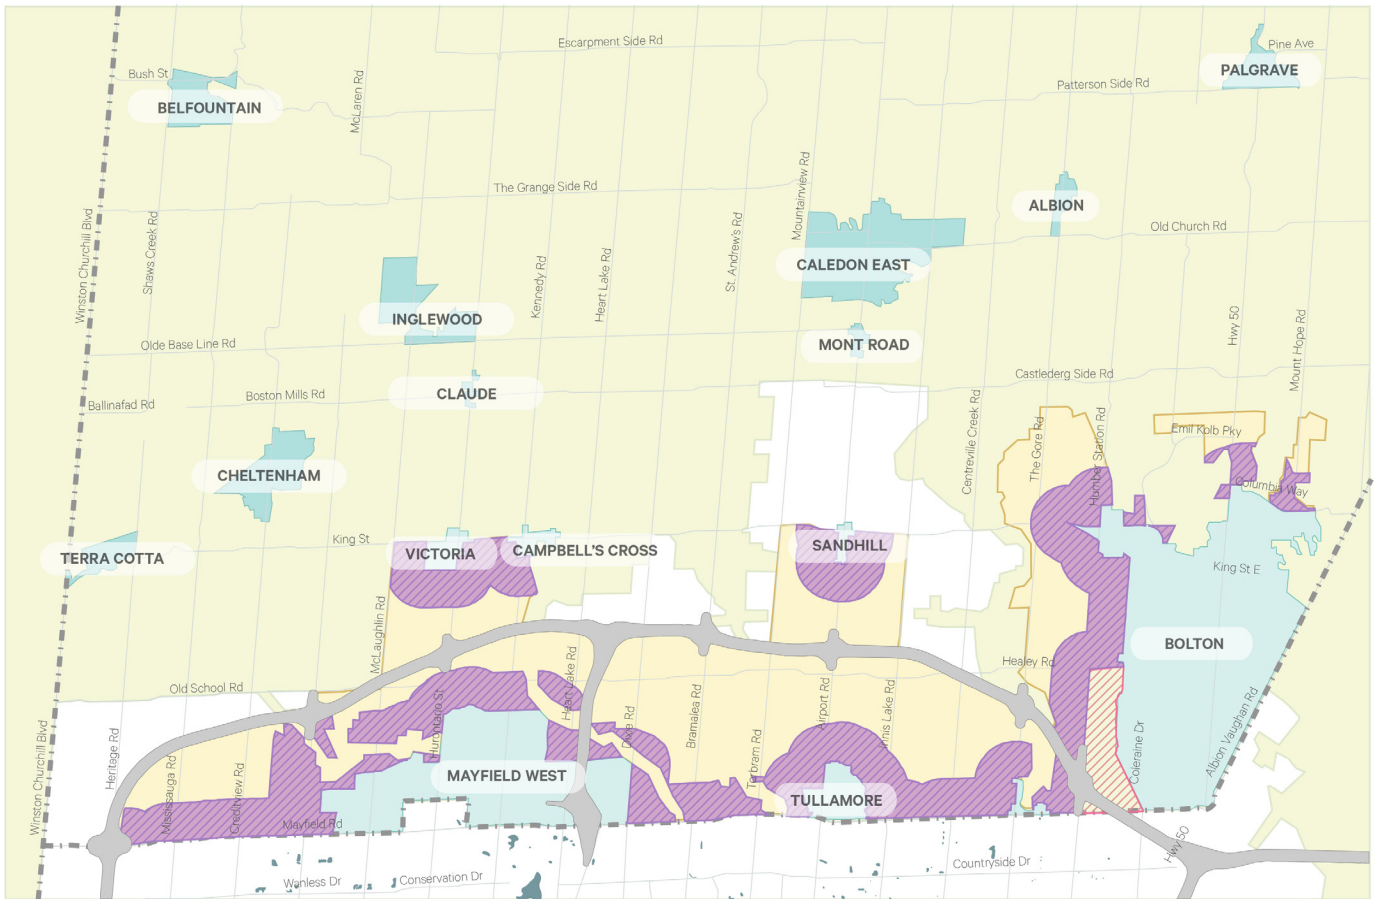 Escarpment Side Rd
Pine Ave
PALGRAVE
Bush St
BELFOUNTAIN
McLaren Rd
Patterson Side Rd
The Grange Side Rd
Mountainview Rd
ALBION
Old Church Rd
Winston Churchill Blvd
Shaws Creek Rd
St. Andrew's Rd
Kennedy Rd
Heart Lake Rd
CALEDON EAST
INGLEWOOD
Hwy 50
Mount Hope Rd
Olde Base Line Rd
MONT ROAD
Castlederg Side Rd
CLAUDE
Boston Mills Rd
Ballinafad Rd
Centreville Creek Rd
The Gore Rd
Humber Station Rd
Emil Kolb Pky
CHELTENHAM
Columbia Way
King St
VICTORIA
CAMPBELL'S CROSS
SANDHILL
TERRA COTTA
King St E
McLaughlin Rd
BOLTON
Healey Rd
Old School Rd
Heart Lake Rd
Hurontario St
Dixie Rd
Bramalea Rd
Airport Rd
Innis Lake Rd
Torbram Rd
Coleraine Dr
Albion Vaughan Rd
Winston Churchill Blvd
Heritage Rd
Mississauga Rd
Creditview Rd
MAYFIELD WEST
TULLAMORE
Mayfield Rd
Hwy 50
Countryside Dr
Wanless Dr
Conservation Dr